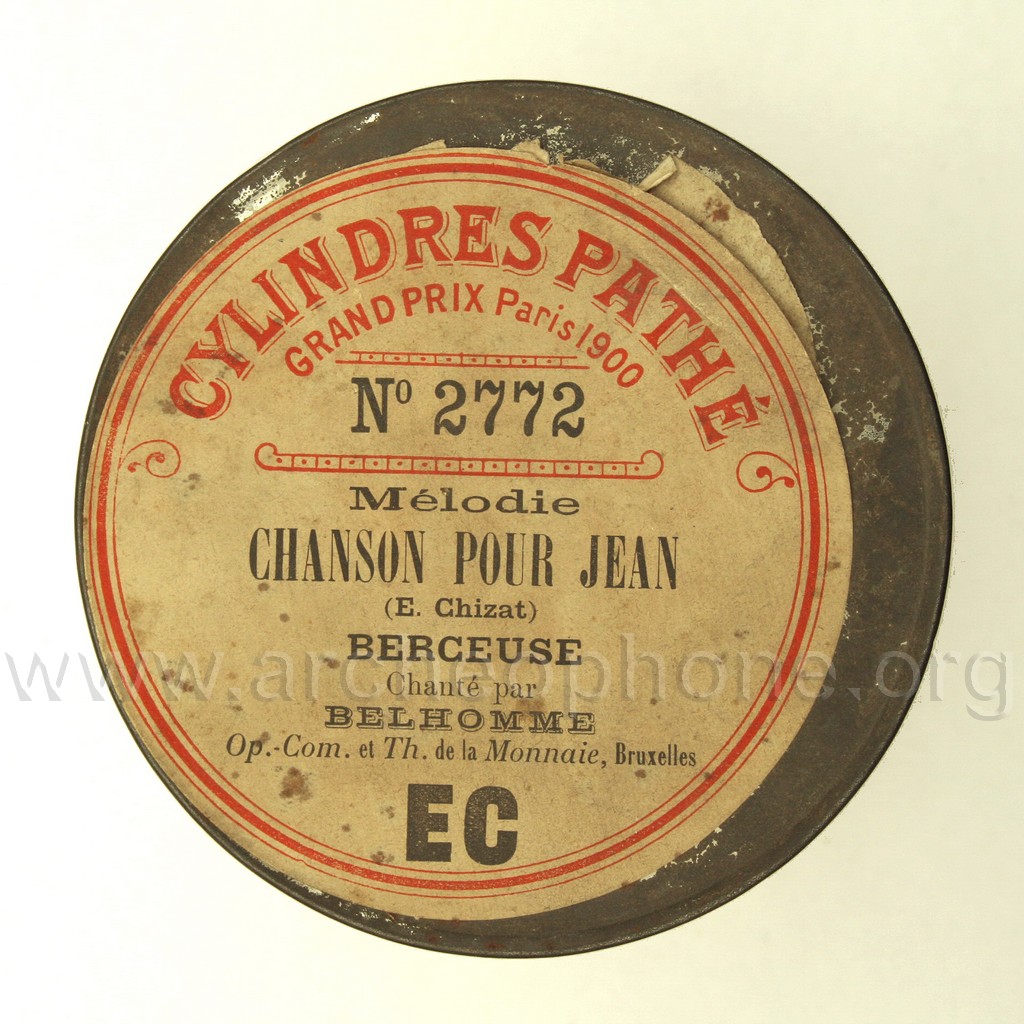 CYLINDRES PATHÉ
GRAND PRIX Paris 1900
Nº 2772
Mélodie
CHANSON POUR JEAN
(E. Chizat)
BERCEUSE
www.archeophone.org
Chanté par
BELHOMME
Op.-Com. et Th. de la Monnaie, Bruxelles
EC